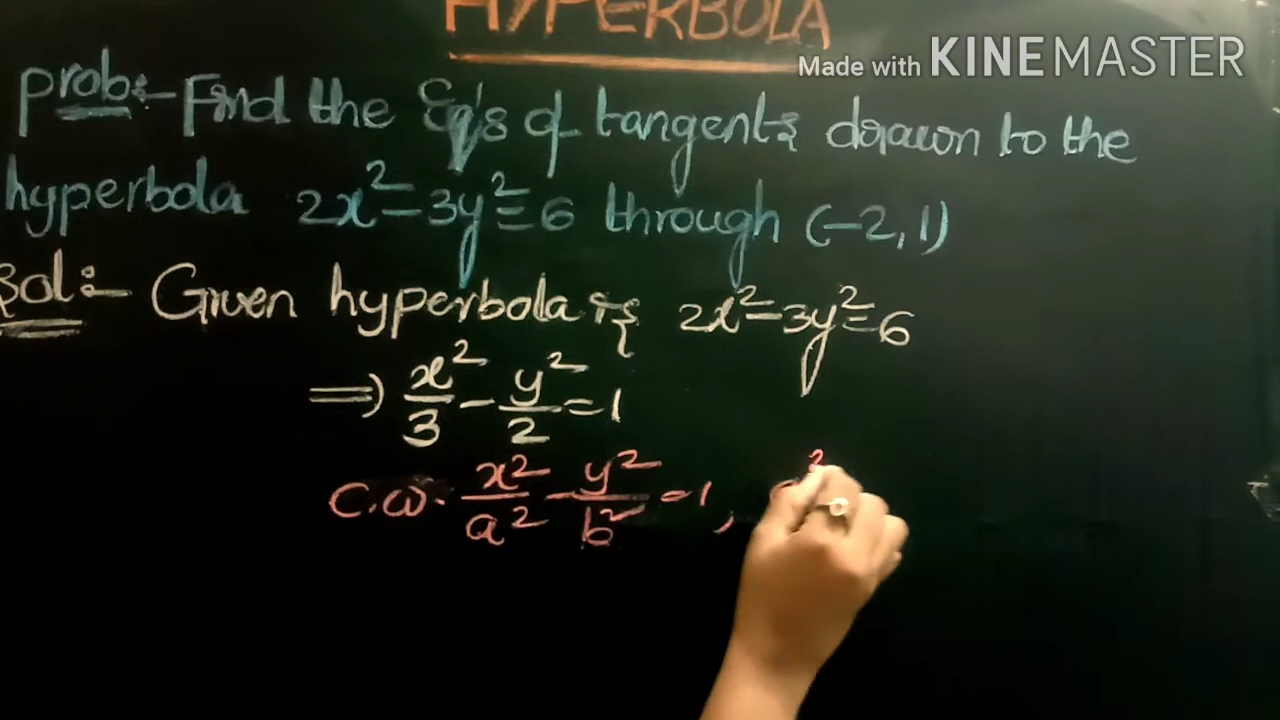 HYPERBOLA
Made with KINEMASTER
prob:- Find the Eq's of tangents drawn to the
hyperbola 2x²-3y²=6 through (-2,1)
Sol:- Given hyperbola is 2x²-3y²=6
⟹) x²/3 - y²/2 = 1
C.W. x²/a² - y²/b² = 1,